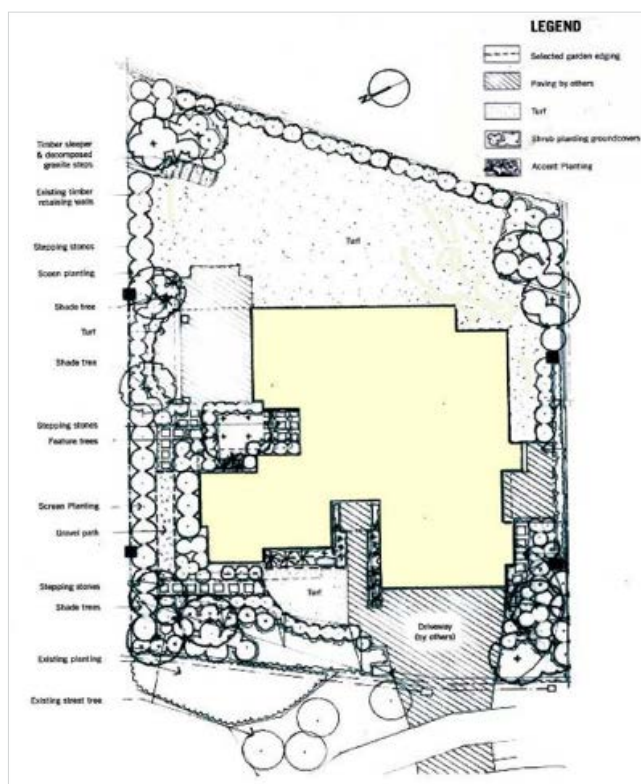 LEGEND
Selected garden edging
Paving by others
Turf
Shrub planting groundcovers
Accent Planting
Timber sleeper
& decomposed
granite steps
Existing timber
retaining walls
Stepping stones
Sceen planting
Shade tree
Turf
Shade tree
Stepping stones
Feature trees
Screen Planting
Gravel path
Stepping stones
Shade trees
Existing planting
Existing street tree
Turf
Turf
Driveway
(by others)